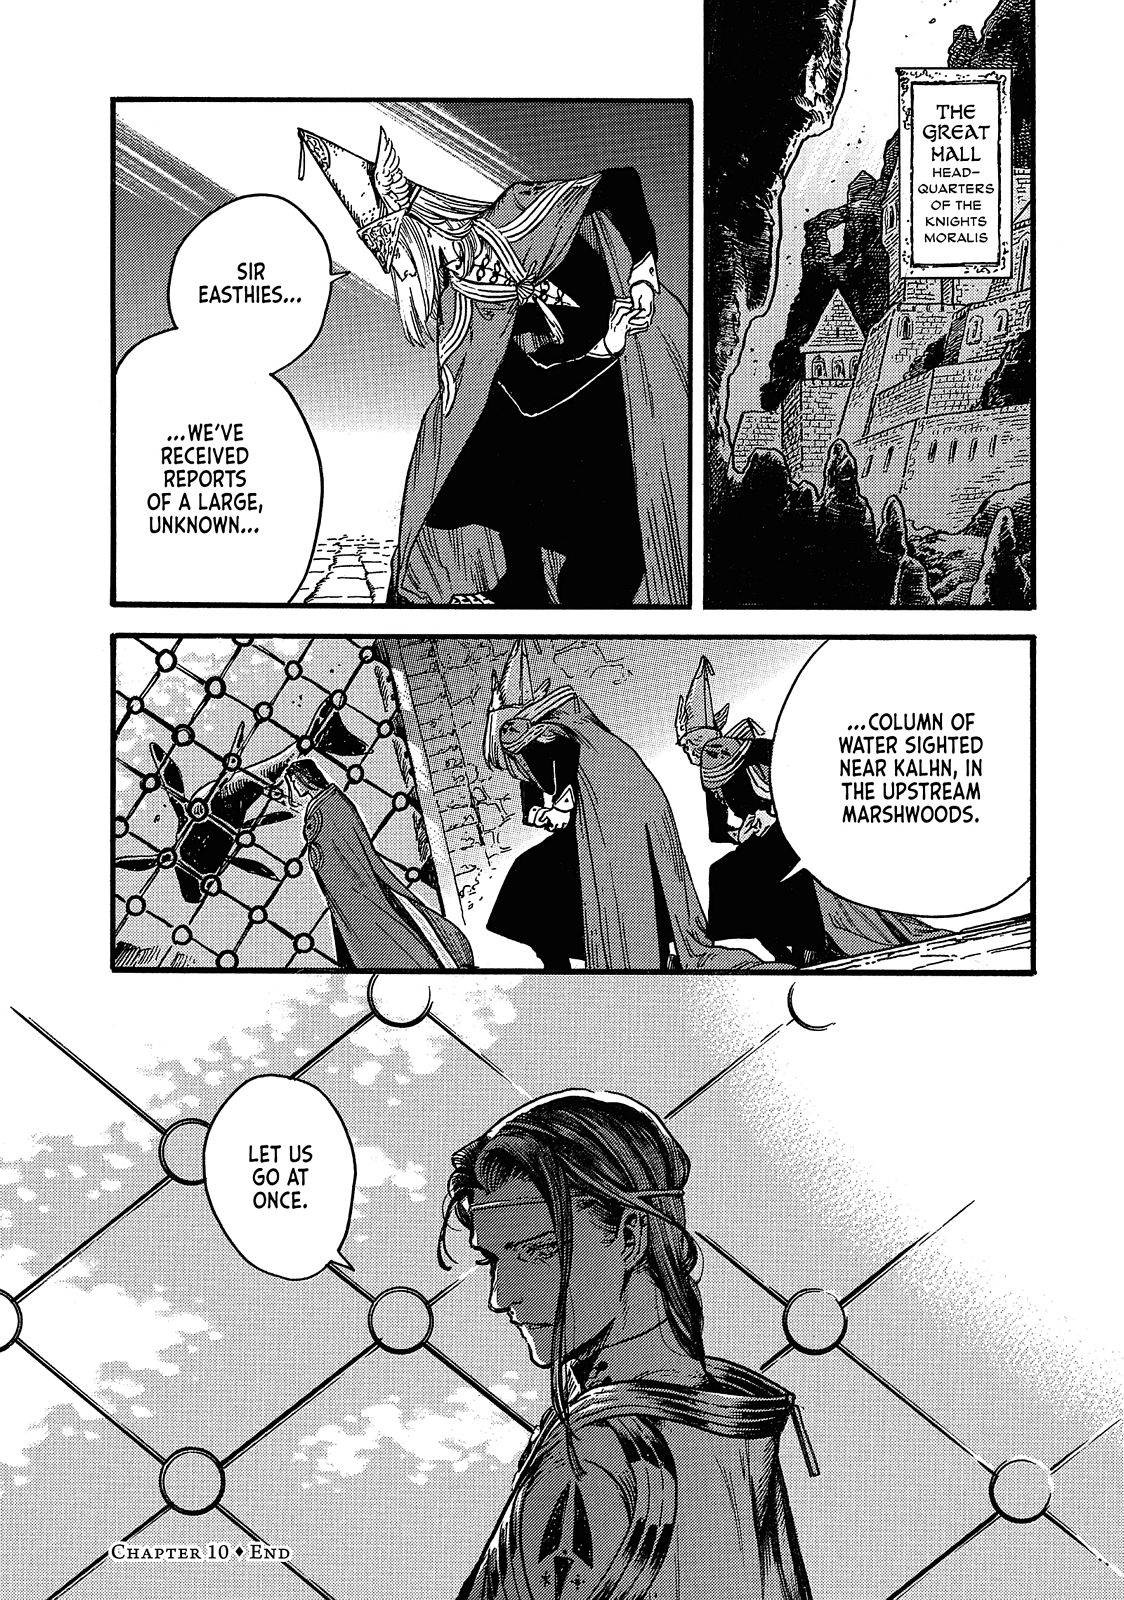 THE
GREAT
HALL
HEAD-
QUARTERS
OF THE
KNIGHTS
MORALIS
SIR
EASTHIES...
...WE'VE
RECEIVED
REPORTS
OF A LARGE,
UNKNOWN...
...COLUMN OF
WATER SIGHTED
NEAR KALHN, IN
THE UPSTREAM
MARSHWOODS.
LET US
GO AT
ONCE.
CHAPTER 10 ♦ END